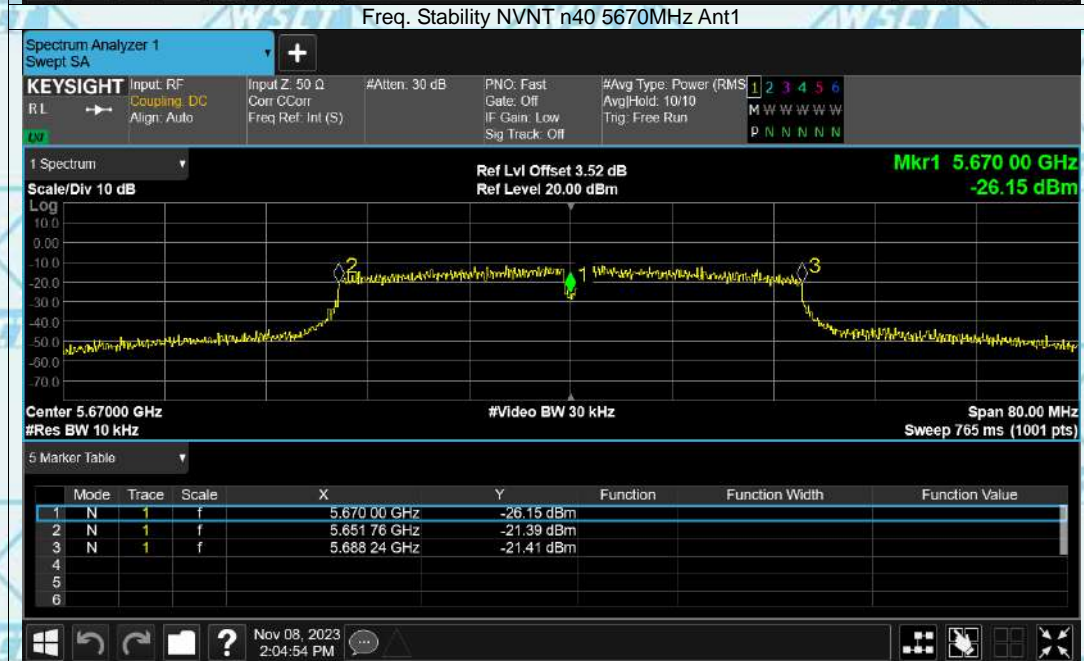 Freq. Stability NVNT n40 5670MHz Ant1
Spectrum Analyzer 1
Swept SA
+
KEYSIGHT Input: RF Input Z: 50 Ω #Atten: 30 dB PNO: Fast #Avg Type: Power (RMS 1 2 3 4 5 6
R L Coupling: DC Corr CCorr Gate: Off Avg|Hold: 10/10 M W W W W W
Align: Auto Freq Ref: Int (S) IF Gain: Low Trig: Free Run
LXI Sig Track: Off P N N N N N
1 Spectrum Ref Lvl Offset 3.52 dB Mkr1 5.670 00 GHz
Scale/Div 10 dB Ref Level 20.00 dBm -26.15 dBm
Log
10.0
0.00
-10.0
2 1 3
-20.0
-30.0
-40.0
-50.0
-60.0
-70.0
Center 5.67000 GHz #Video BW 30 kHz Span 80.00 MHz
#Res BW 10 kHz Sweep 765 ms (1001 pts)
5 Marker Table
Mode Trace Scale X Y Function Function Width Function Value
1 N 1 f 5.670 00 GHz -26.15 dBm
2 N 1 f 5.651 76 GHz -21.39 dBm
3 N 1 f 5.688 24 GHz -21.41 dBm
4
5
6
? Nov 08, 2023
2:04:54 PM